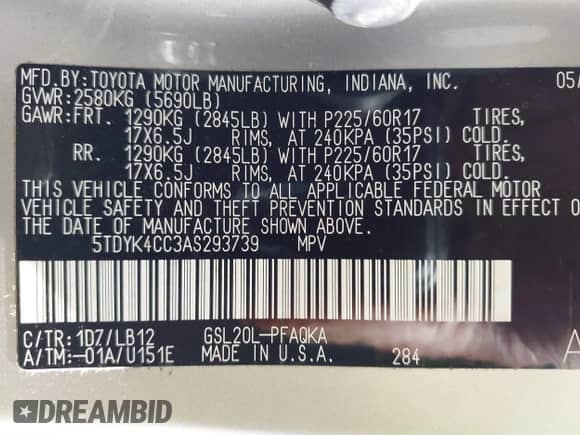 MFD.BY:TOYOTA MOTOR MANUFACTURING, INDIANA, INC. 05/
GVWR:2580KG (5690LB)
GAWR:FRT. 1290KG (2845LB) WITH P225/60R17 TIRES,
17X6.5J RIMS, AT 240KPA (35PSI) COLD.
RR. 1290KG (2845LB) WITH P225/60R17 TIRES,
17X6.5J RIMS, AT 240KPA (35PSI) COLD.
THIS VEHICLE CONFORMS TO ALL APPLICABLE FEDERAL MOTOR
VEHICLE SAFETY AND THEFT PREVENTION STANDARDS IN EFFECT O
THE DATE OF MANUFACTURE SHOWN ABOVE.
5TDYK4CC3AS293739 MPV
C/TR:1D7/LB12 GSL20L-PFAQKA
A/TM:-01A/U151E MADE IN U.S.A. 284
A
DREAMBID